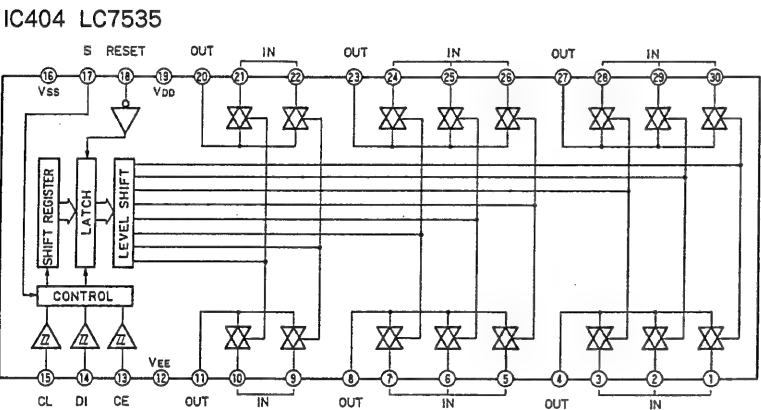 IC404 LC7535
S RESET OUT IN OUT IN OUT IN
16 17 18 19 20 21 22 23 24 25 26 27 28 29 30
VSS VDD
SHIFT REGISTER
LATCH
LEVEL SHIFT
CONTROL
VEE
15 14 13 12 11 10 9 8 7 6 5 4 3 2 1
CL DI CE OUT IN OUT IN OUT IN